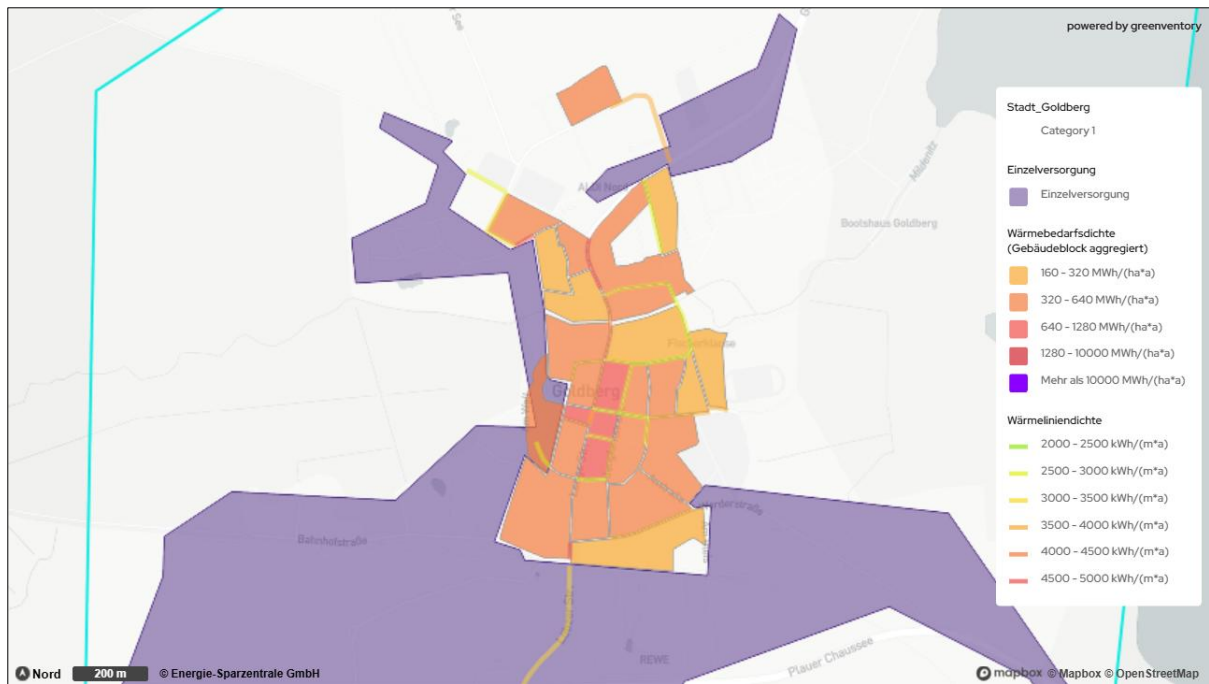 powered by greenventory
Stadt_Goldberg
Category 1
Einzelversorgung
Einzelversorgung
Wärmebedarfsdichte
(Gebäudeblock aggregiert)
160 - 320 MWh/(ha*a)
320 - 640 MWh/(ha*a)
640 - 1280 MWh/(ha*a)
1280 - 10000 MWh/(ha*a)
Mehr als 10000 MWh/(ha*a)
Wärmeliniendichte
2000 - 2500 kWh/(m*a)
2500 - 3000 kWh/(m*a)
3000 - 3500 kWh/(m*a)
3500 - 4000 kWh/(m*a)
4000 - 4500 kWh/(m*a)
4500 - 5000 kWh/(m*a)
Mildenitz
Bootshaus Goldberg
Goldberg
Bahnhofstraße
Werderstraße
REWE
Plauer Chaussee
Nord
200 m
© Energie-Sparzentrale GmbH
mapbox © Mapbox © OpenStreetMap